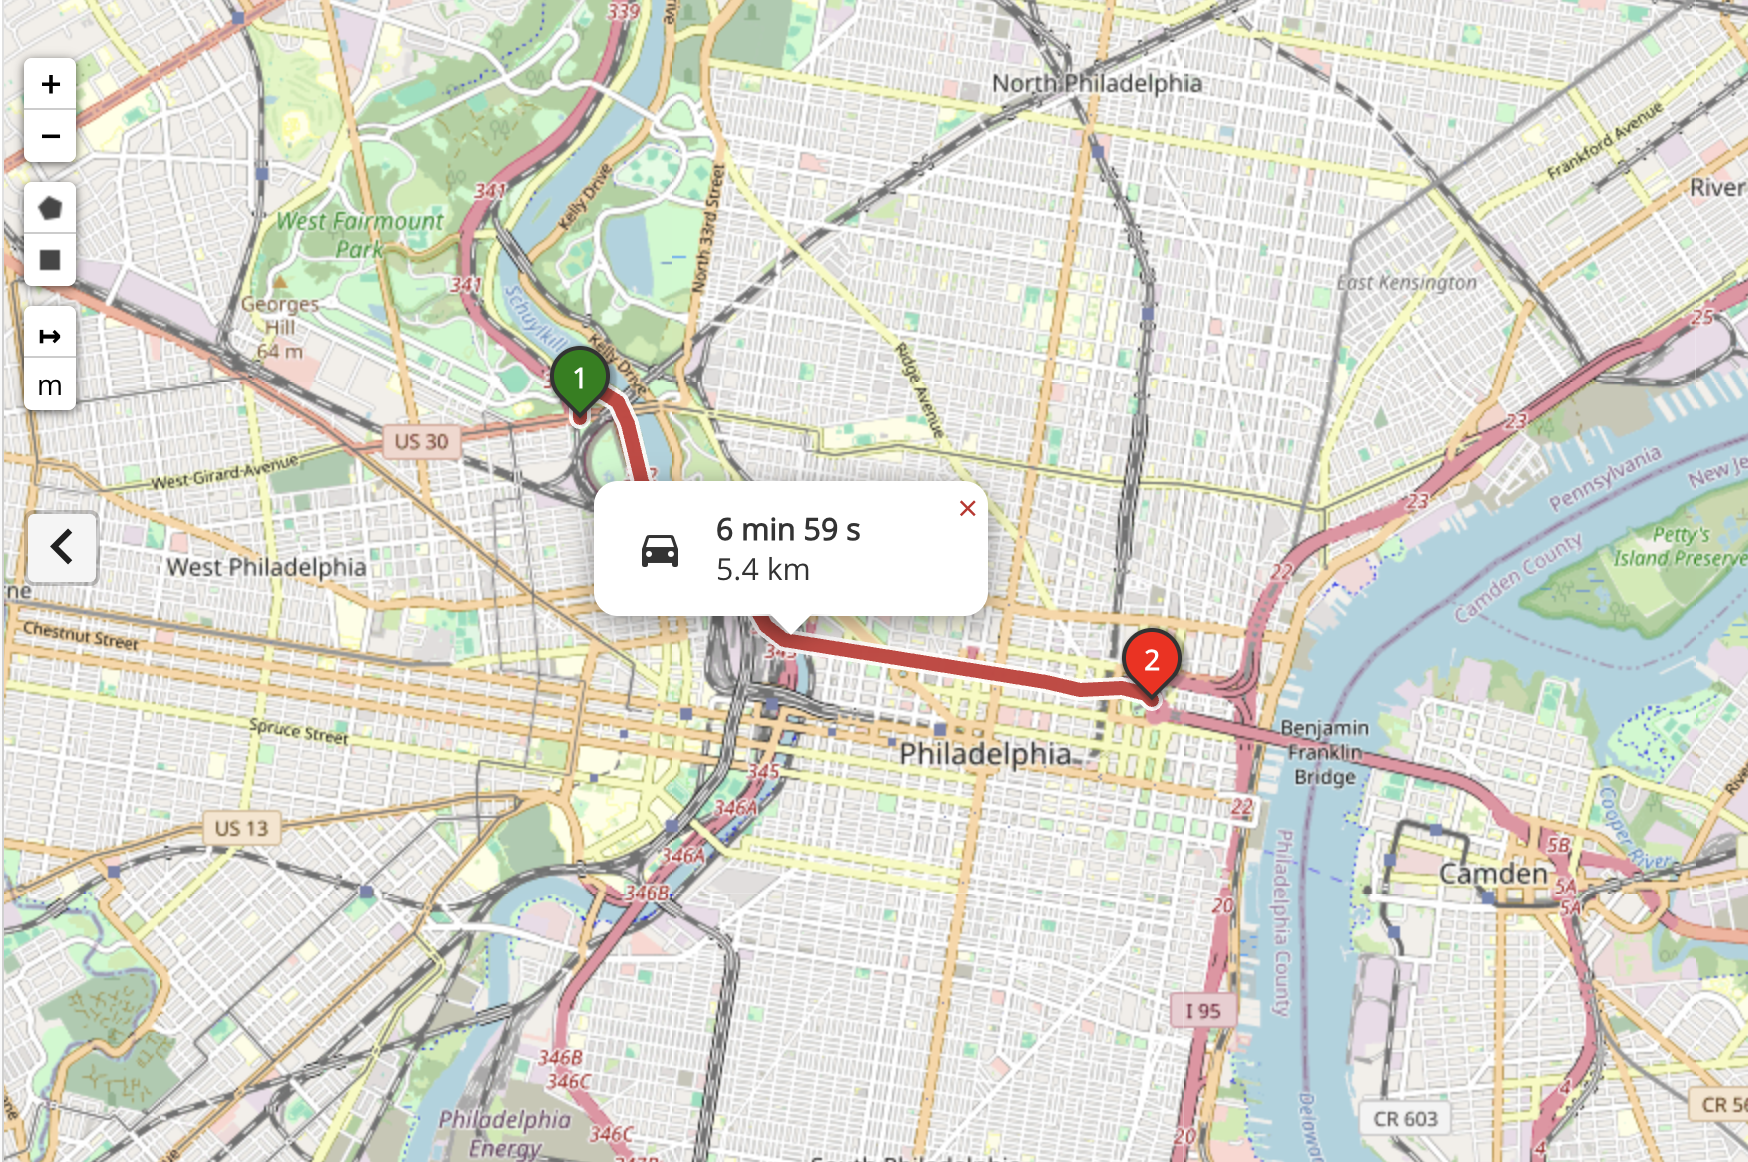 339
+
North Philadelphia
−
Frankford Avenue
341
Kelly Drive
North 33rd Street
River
West Fairmount
Park
341
East Kensington
Georges
Hill
64 m
Schuylkill
25
Kelly Drive
Ridge Avenue
m
1
US 30
23
West Girard Avenue
23
Pennsylvania
New Je
6 min 59 s
5.4 km
×
Petty's
Island Preserve
Camden County
22
West Philadelphia
ne
Chestnut Street
2
Spruce Street
Benjamin
Franklin
Bridge
Philadelphia
345
346A
22
US 13
346A
Cooper River
5B
Camden
5A
5A
346B
20
Philadelphia County
I 95
346B
346C
CR 603
CR 56
4
Philadelphia
Energy
346C
20
4